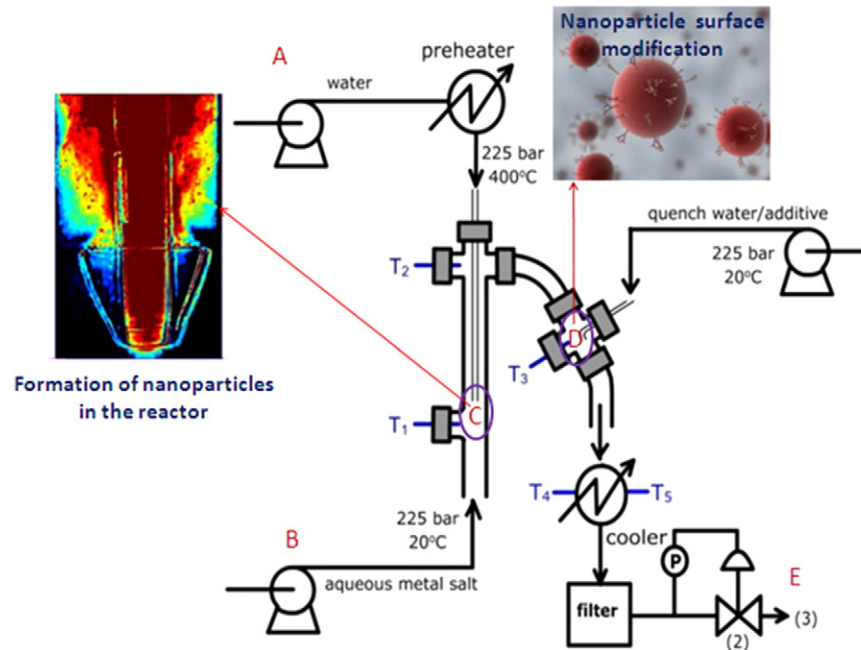 Nanoparticle surface
modification
A
preheater
water
225 bar
400°C
quench water/additive
225 bar
20°C
T2
D
T3
Formation of nanoparticles
in the reactor
C
T1
T4
T5
225 bar
20°C
cooler
B
aqueous metal salt
P
E
filter
(2)
(3)